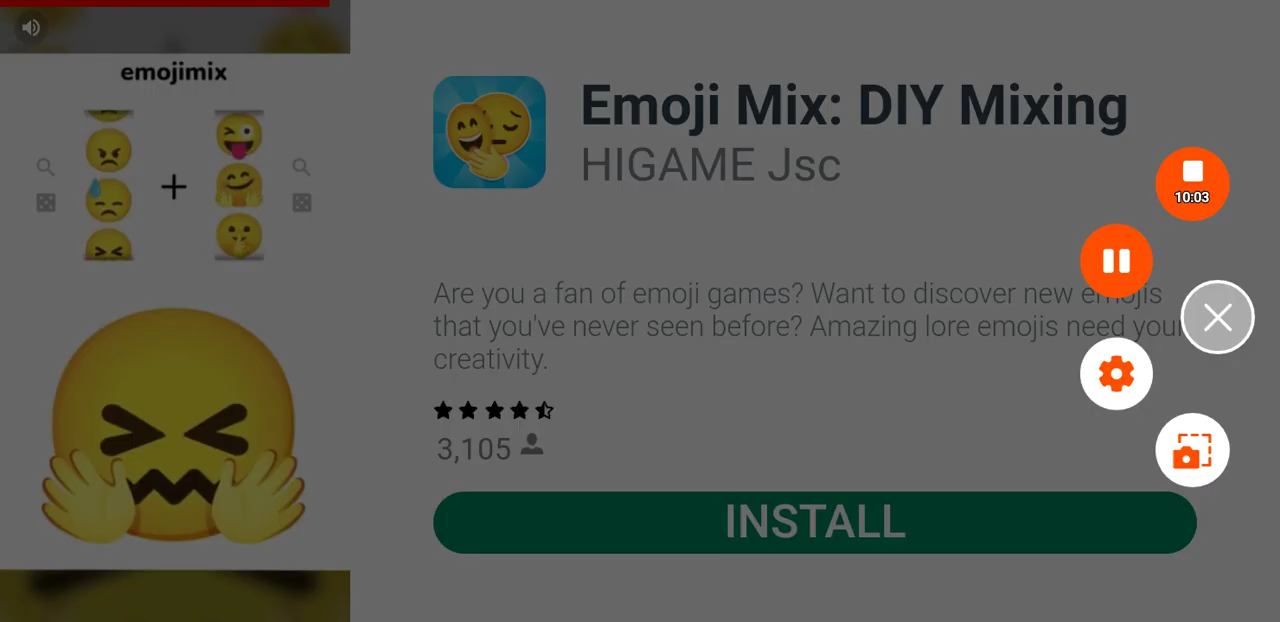 emojimix
Emoji Mix: DIY Mixing
HIGAME Jsc
10:03
Are you a fan of emoji games? Want to discover new emojis
that you've never seen before? Amazing lore emojis need your
creativity.
3,105
INSTALL